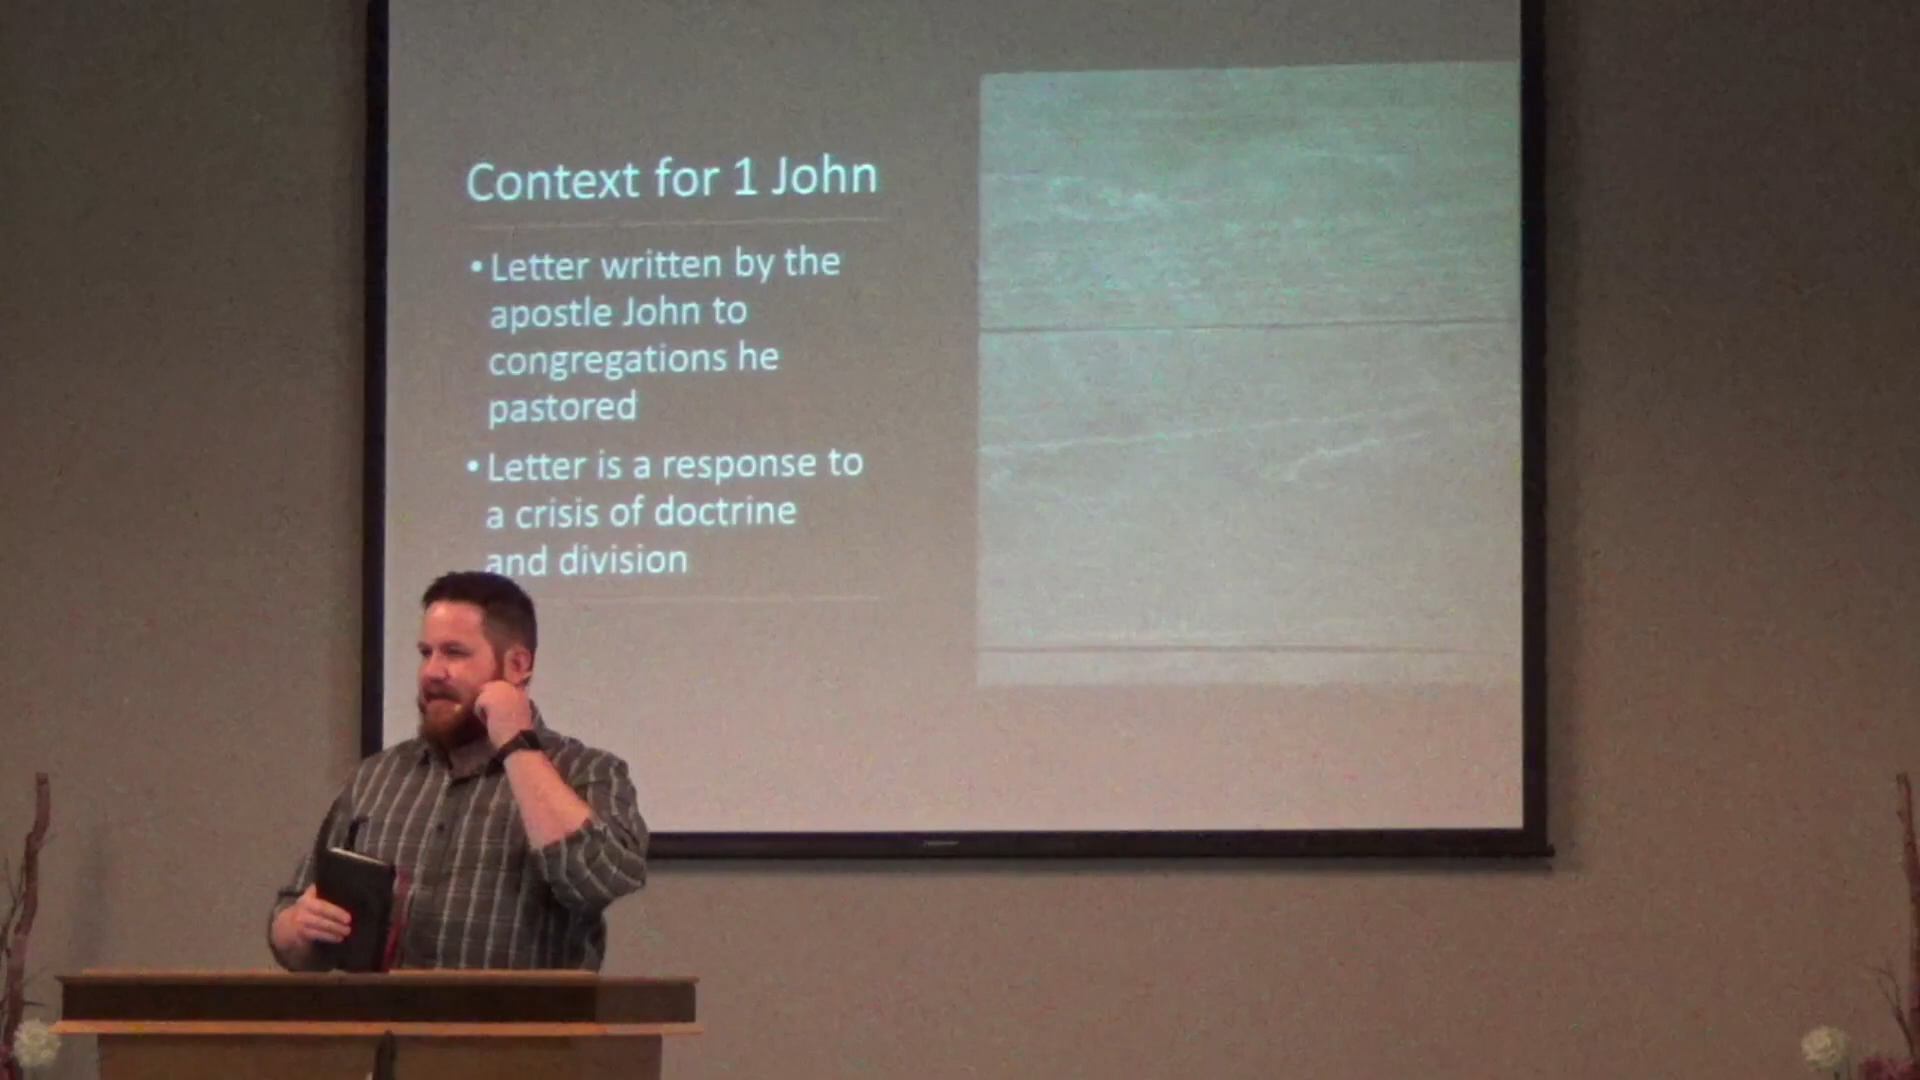 Context for 1 John
• Letter written by the
apostle John to
congregations he
pastored
• Letter is a response to
a crisis of doctrine
and division